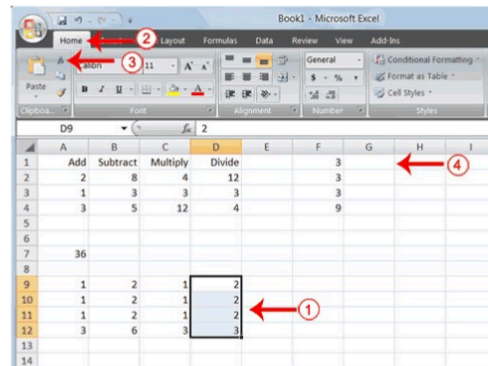 Book1 - Microsoft Excel
Home Layout Formulas Data Review View Add-Ins
2
3
11 A A General Conditional Formatting
Paste B I U A $ % , Format as Table
Cell Styles
Font Alignment Number Styles
D9 fx 2
A B C D E F G H I
1 Add Subtract Multiply Divide 3
4
2 2 8 4 12 3
3 1 3 3 3 3
4 3 5 12 4 9
5
6
7 36
8
9 1 2 1 2
10 1 2 1 2
1
11 1 2 1 2
12 3 6 3 3
13
14